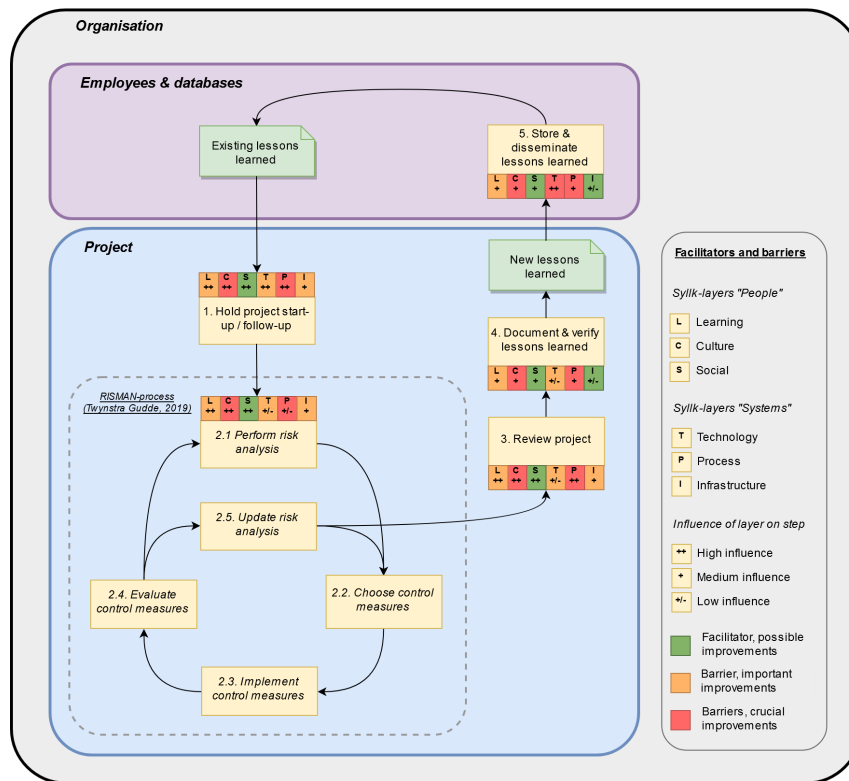 Organisation
Employees & databases
Existing lessons
learned
5. Store &
disseminate
lessons learned
L C S T P I
+ + + ++ + +/-
Project
New lessons
learned
L C S T P I
++ ++ ++ ++ ++ +
1. Hold project start-
up / follow-up
4. Document & verify
lessons learned
L C S T P I
+ + + +/- + +/-
RISMAN-process
(Twynstra Gudde, 2019)
L C S T P I
++ ++ ++ +/- +/- +
2.1 Perform risk
analysis
3. Review project
L C S T P I
++ ++ ++ +/- ++ +
2.5. Update risk
analysis
2.4. Evaluate
control measures
2.2. Choose control
measures
2.3. Implement
control measures
Facilitators and barriers
Syllk-layers "People"
L Learning
C Culture
S Social
Syllk-layers "Systems"
T Technology
P Process
I Infrastructure
Influence of layer on step
++ High influence
+ Medium influence
+/- Low influence
Facilitator, possible
improvements
Barrier, important
improvements
Barriers, crucial
improvements